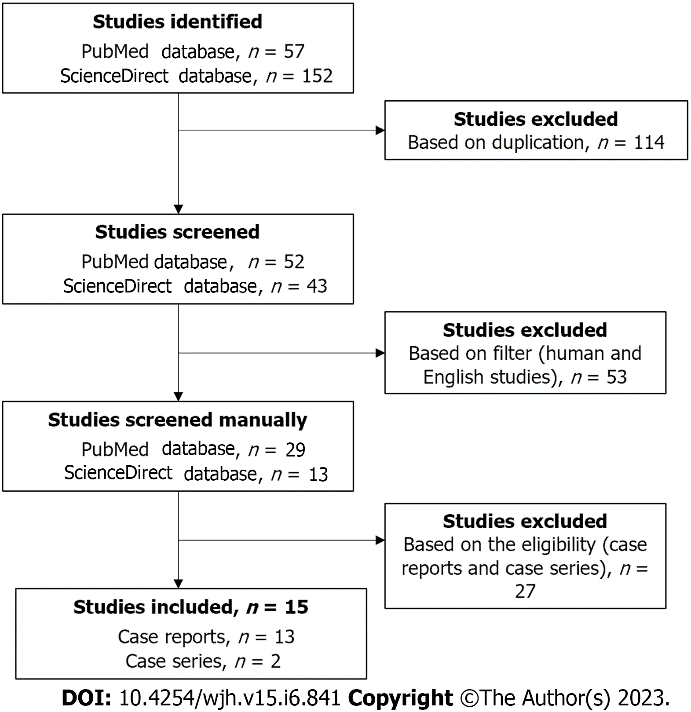 Studies identified
PubMed database, n = 57
ScienceDirect database, n = 152
Studies excluded
Based on duplication, n = 114
Studies screened
PubMed database, n = 52
ScienceDirect database, n = 43
Studies excluded
Based on filter (human and
English studies), n = 53
Studies screened manually
PubMed database, n = 29
ScienceDirect database, n = 13
Studies excluded
Based on the eligibility (case
reports and case series), n =
27
Studies included, n = 15
Case reports, n = 13
Case series, n = 2
DOI: 10.4254/wjh.v15.i6.841 Copyright ©The Author(s) 2023.